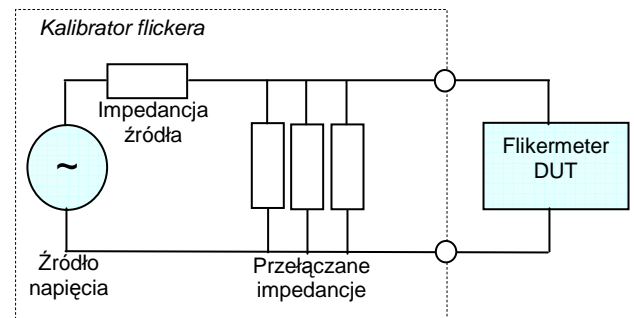 Kalibrator flickera
Impedancja
źródła
~
Flikermeter
DUT
Źródło
napięcia
Przełączane
impedancje